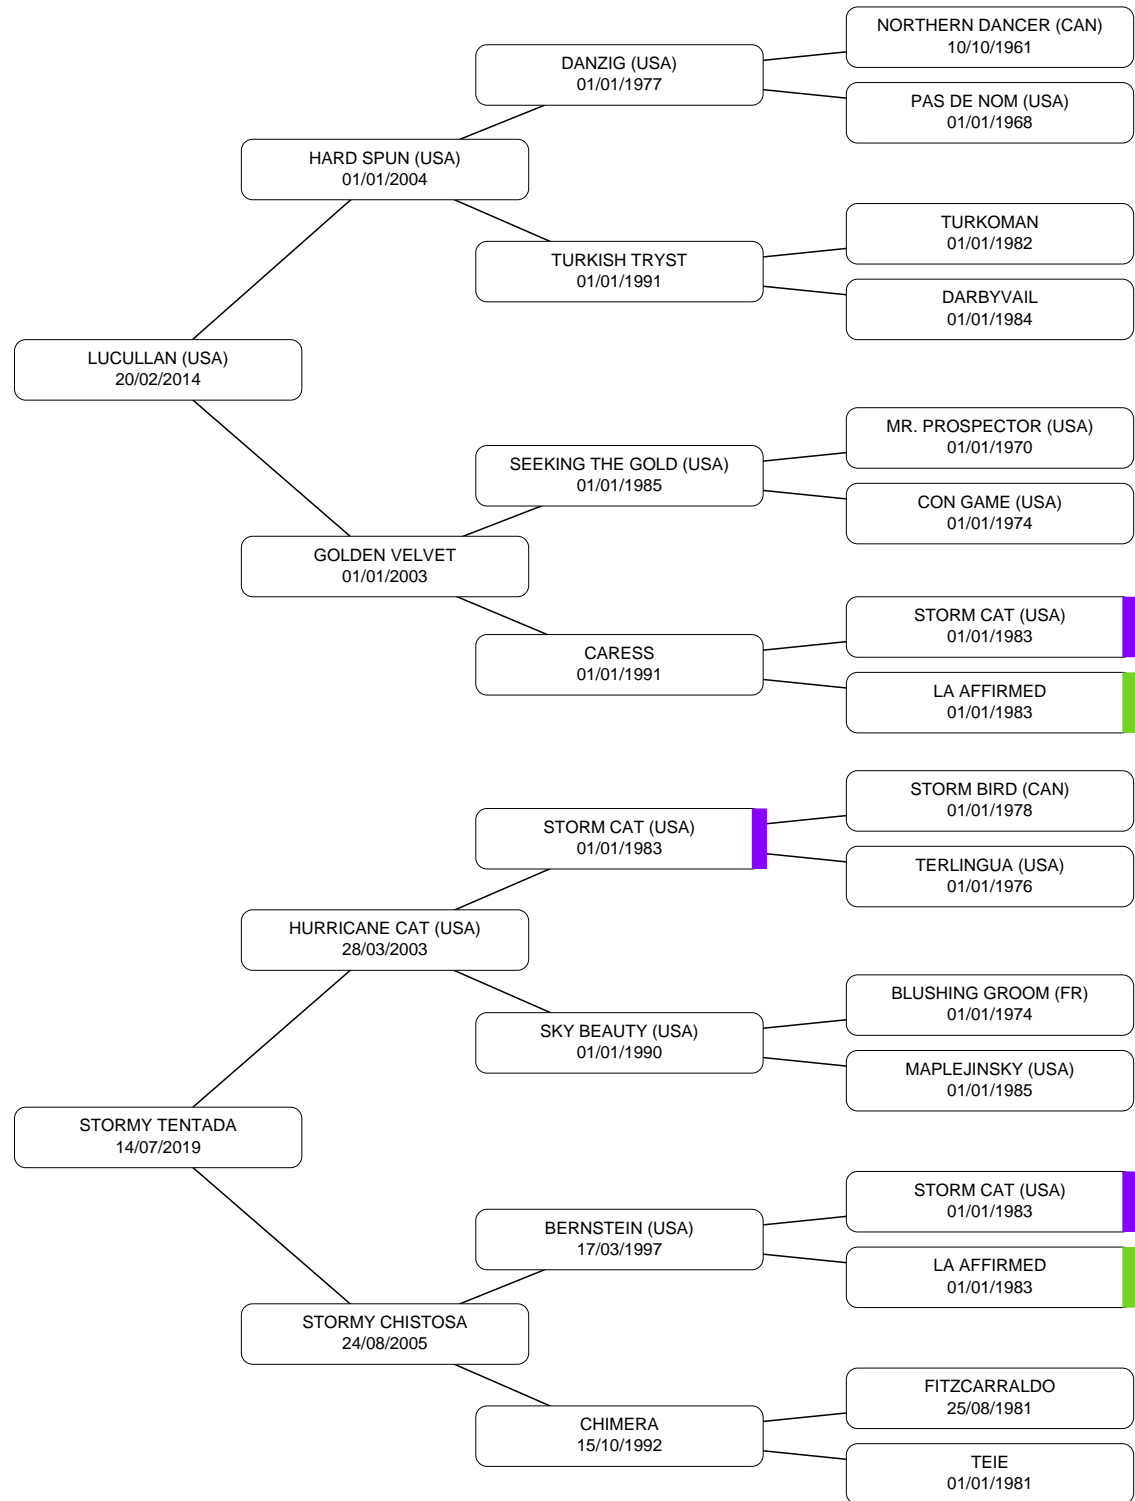 NORTHERN DANCER (CAN)
10/10/1961
DANZIG (USA)
01/01/1977
PAS DE NOM (USA)
01/01/1968
HARD SPUN (USA)
01/01/2004
TURKOMAN
01/01/1982
TURKISH TRYST
01/01/1991
DARBYVAIL
01/01/1984
LUCULLAN (USA)
20/02/2014
MR. PROSPECTOR (USA)
01/01/1970
SEEKING THE GOLD (USA)
01/01/1985
CON GAME (USA)
01/01/1974
GOLDEN VELVET
01/01/2003
STORM CAT (USA)
01/01/1983
CARESS
01/01/1991
LA AFFIRMED
01/01/1983
STORM BIRD (CAN)
01/01/1978
STORM CAT (USA)
01/01/1983
TERLINGUA (USA)
01/01/1976
HURRICANE CAT (USA)
28/03/2003
BLUSHING GROOM (FR)
01/01/1974
SKY BEAUTY (USA)
01/01/1990
MAPLEJINSKY (USA)
01/01/1985
STORMY TENTADA
14/07/2019
STORM CAT (USA)
01/01/1983
BERNSTEIN (USA)
17/03/1997
LA AFFIRMED
01/01/1983
STORMY CHISTOSA
24/08/2005
FITZCARRALDO
25/08/1981
CHIMERA
15/10/1992
TEIE
01/01/1981